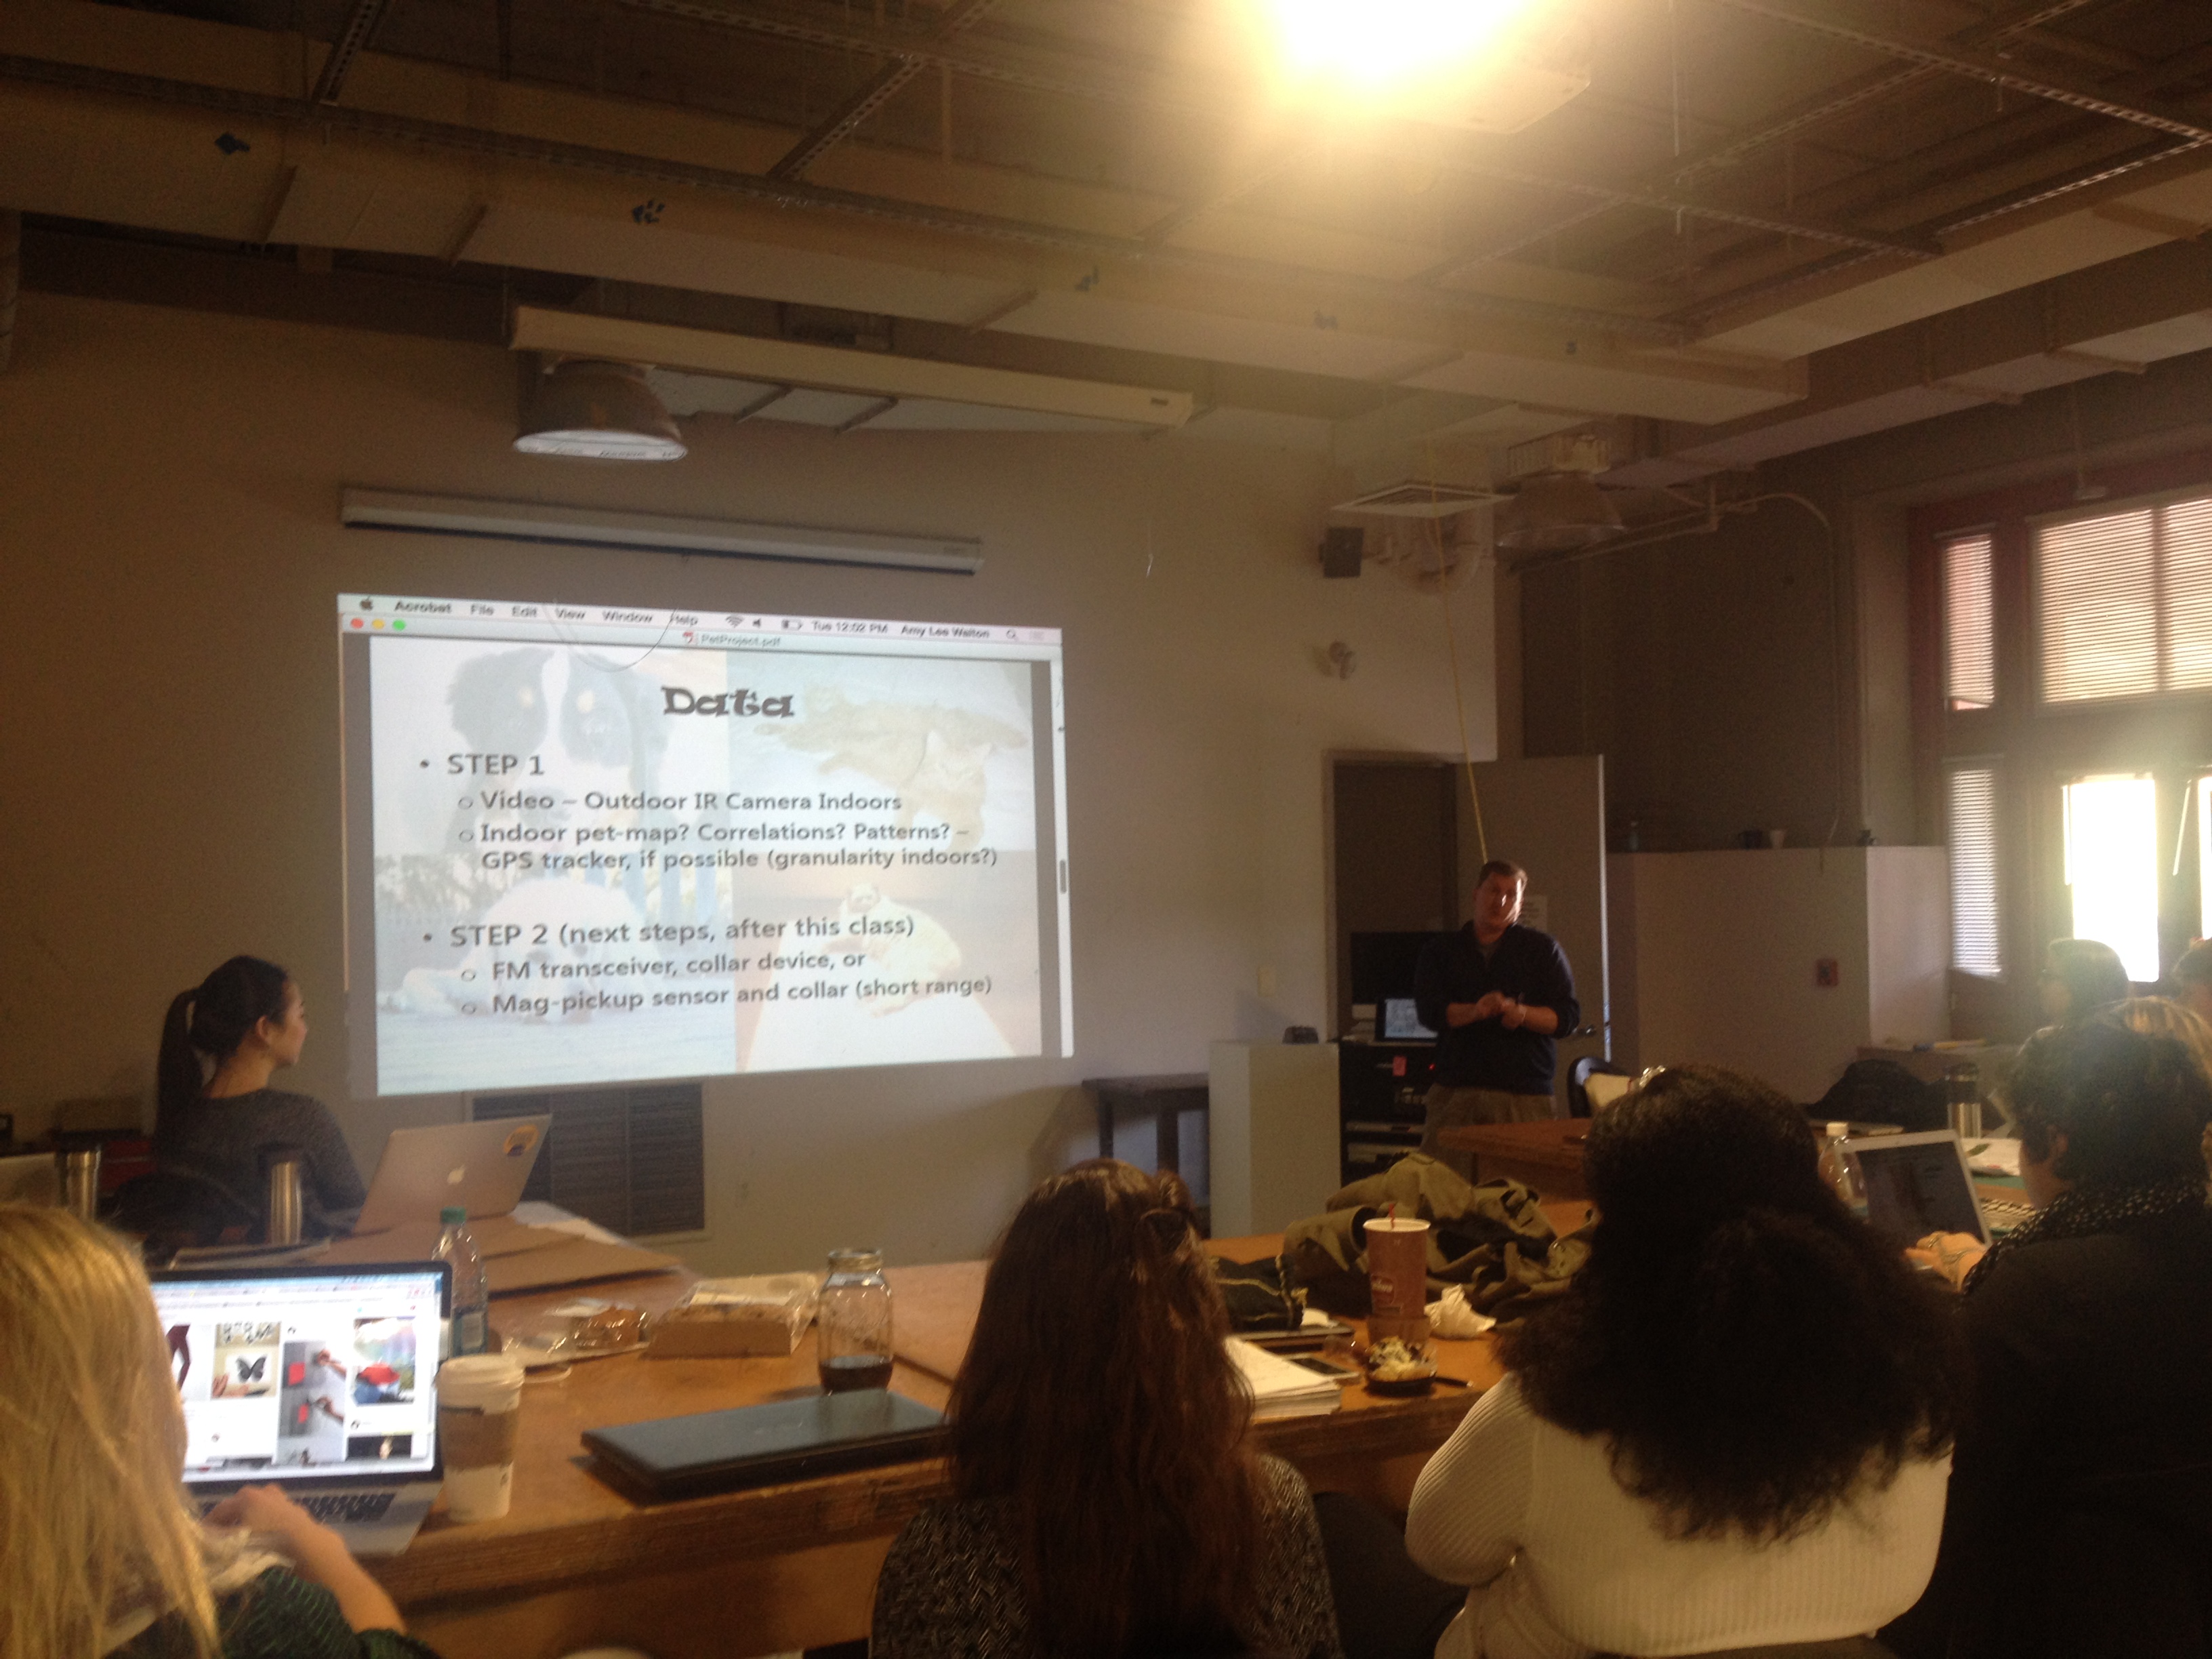 Acrobat File Edit View Window Help Tue 12:02 PM Amy Lee Walton
PetProject.pdf
Data
• STEP 1
o Video – Outdoor IR Camera Indoors
o Indoor pet-map? Correlations? Patterns? –
GPS tracker, if possible (granularity indoors?)
• STEP 2 (next steps, after this class)
o FM transceiver, collar device, or
o Mag-pickup sensor and collar (short range)